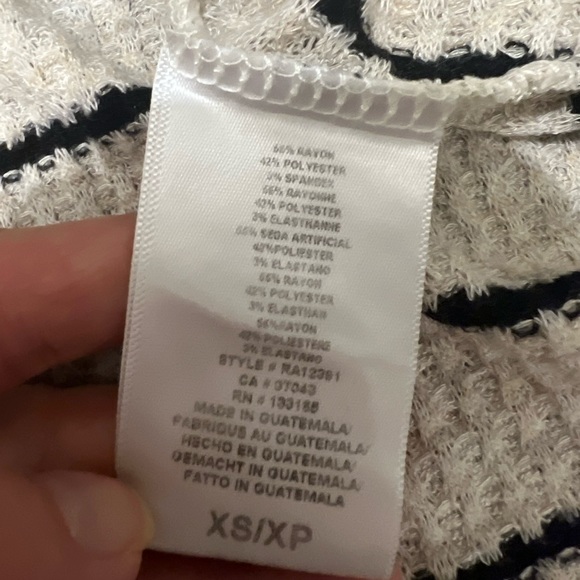 55% RAYON
42% POLYESTER
3% SPANDEX
55% RAYONNE
42% POLYESTER
3% ELASTHANNE
55% SEDA ARTIFICIAL
42%POLIESTER
3% ELASTANO
55% RAYON
42% POLYESTER
3% ELASTHAN
55%RAYON
42% POLIESTERE
3% ELASTANO
STYLE # RA12391
CA # 37043
RN # 133185
MADE IN GUATEMALA/
FABRIQUE AU GUATEMALA/
HECHO EN GUATEMALA/
GEMACHT IN GUATEMALA/
FATTO IN GUATEMALA
XS/XP